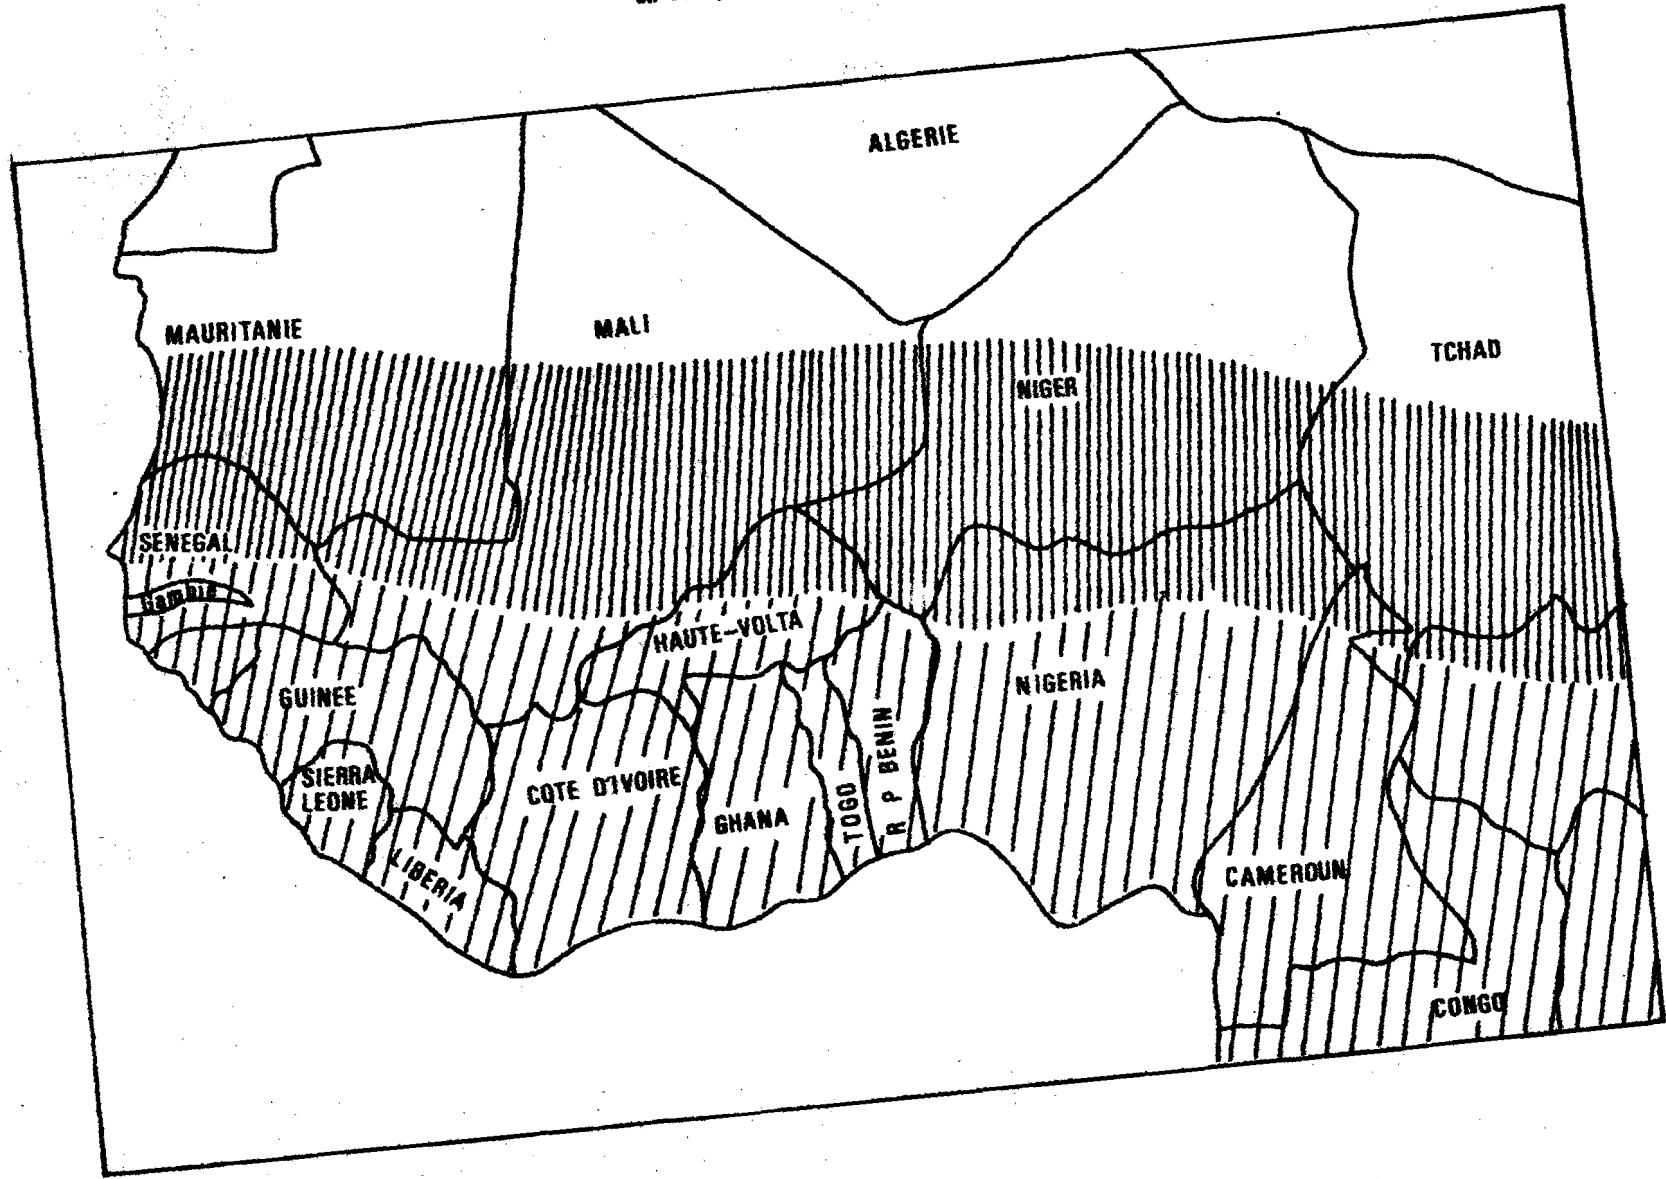 ALGERIE
MAURITANIE
MALI
TCHAD
NIGER
SENEGAL
Gambie
HAUTE-VOLTA
NIGERIA
GUINEE
SIERRA
LEONE
COTE D'IVOIRE
GHANA
TOGO
R P BENIN
LIBERIA
CAMEROUN
CONGO